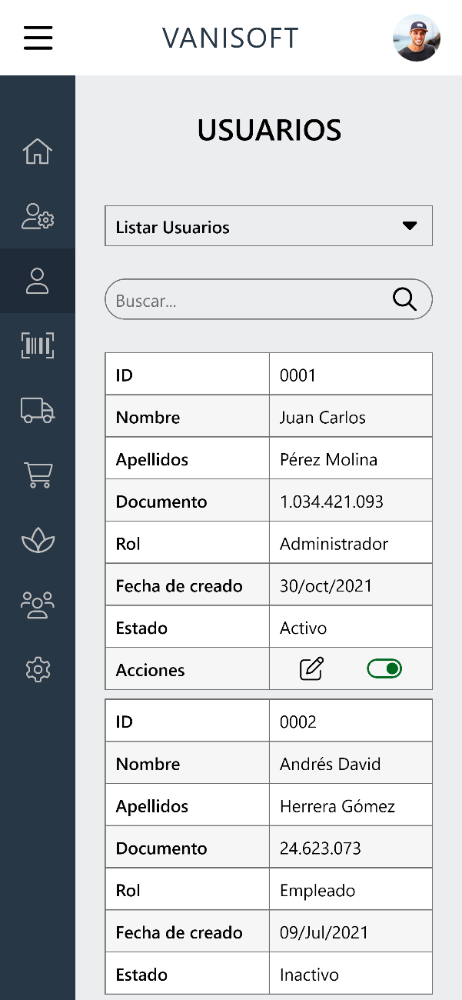 VANISOFT
USUARIOS
Listar Usuarios
Buscar...
ID 0001
Nombre Juan Carlos
Apellidos Pérez Molina
Documento 1.034.421.093
Rol Administrador
Fecha de creado 30/oct/2021
Estado Activo
Acciones
ID 0002
Nombre Andrés David
Apellidos Herrera Gómez
Documento 24.623.073
Rol Empleado
Fecha de creado 09/Jul/2021
Estado Inactivo